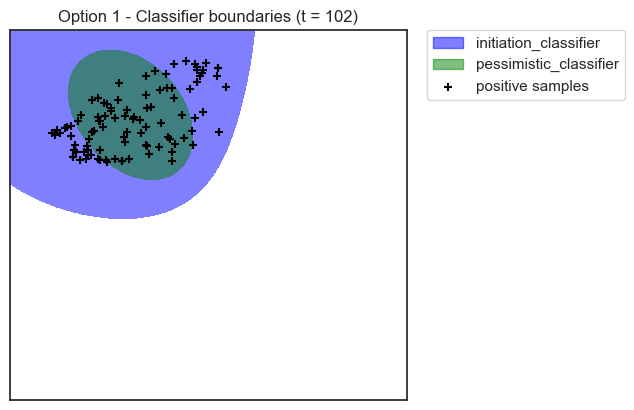 Option 1 - Classifier boundaries (t = 102)
initiation_classifier
pessimistic_classifier
positive samples